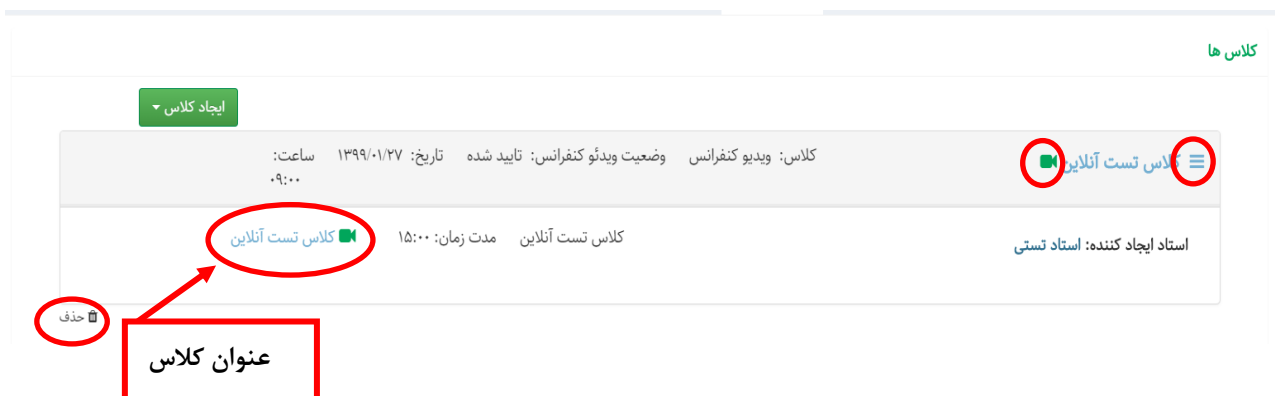 کلاس ها
ایجاد کلاس
کلاس تست آنلاین
کلاس: ویدیو کنفرانس وضعیت ویدئو کنفرانس: تایید شده تاریخ: ۱۳۹۹/۰۱/۲۷ ساعت:
۰۹:۰۰
استاد ایجاد کننده: استاد تستی
کلاس تست آنلاین مدت زمان: ۱۵:۰۰ کلاس تست آنلاین
حذف
عنوان کلاس